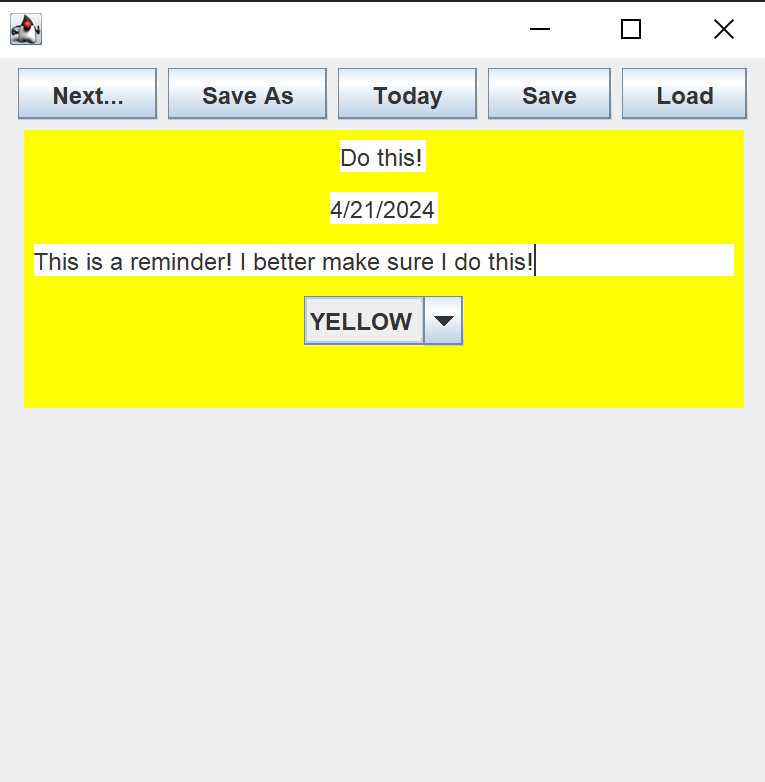 Next... Save As Today Save Load
Do this!
4/21/2024
This is a reminder! I better make sure I do this!
YELLOW